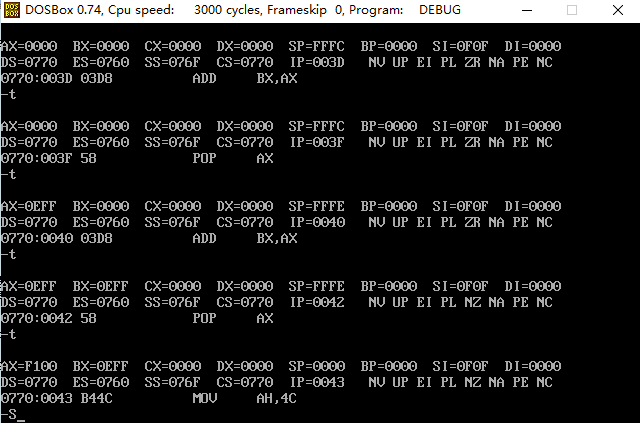 DOSBox 0.74, Cpu speed: 3000 cycles, Frameskip 0, Program: DEBUG
AX=0000 BX=0000 CX=0000 DX=0000 SP=FFFC BP=0000 SI=0F0F DI=0000
DS=0770 ES=0760 SS=076F CS=0770 IP=003D NV UP EI PL ZR NA PE NC
0770:003D 03D8 ADD BX,AX
-t
AX=0000 BX=0000 CX=0000 DX=0000 SP=FFFC BP=0000 SI=0F0F DI=0000
DS=0770 ES=0760 SS=076F CS=0770 IP=003F NV UP EI PL ZR NA PE NC
0770:003F 58 POP AX
-t
AX=0EFF BX=0000 CX=0000 DX=0000 SP=FFFE BP=0000 SI=0F0F DI=0000
DS=0770 ES=0760 SS=076F CS=0770 IP=0040 NV UP EI PL ZR NA PE NC
0770:0040 03D8 ADD BX,AX
-t
AX=0EFF BX=0EFF CX=0000 DX=0000 SP=FFFE BP=0000 SI=0F0F DI=0000
DS=0770 ES=0760 SS=076F CS=0770 IP=0042 NV UP EI PL NZ NA PE NC
0770:0042 58 POP AX
-t
AX=F100 BX=0EFF CX=0000 DX=0000 SP=0000 BP=0000 SI=0F0F DI=0000
DS=0770 ES=0760 SS=076F CS=0770 IP=0043 NV UP EI PL NZ NA PE NC
0770:0043 B44C MOV AH,4C
-S_